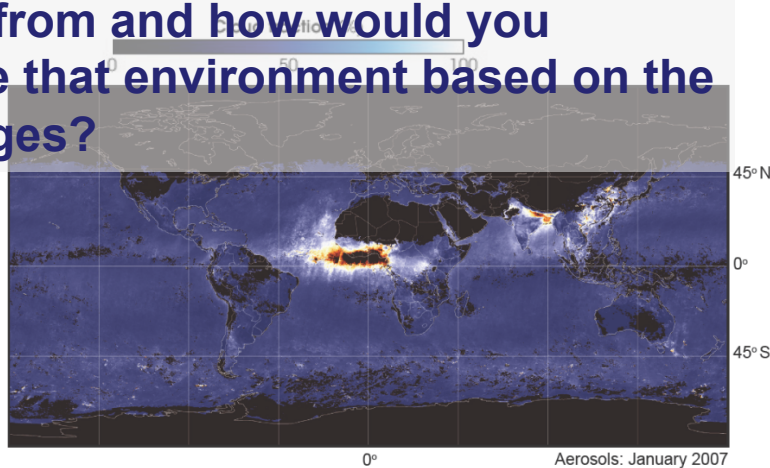 from and how would you
0 50 100
e that environment based on the
ges?
45° N
0°
45° S
0° Aerosols: January 2007